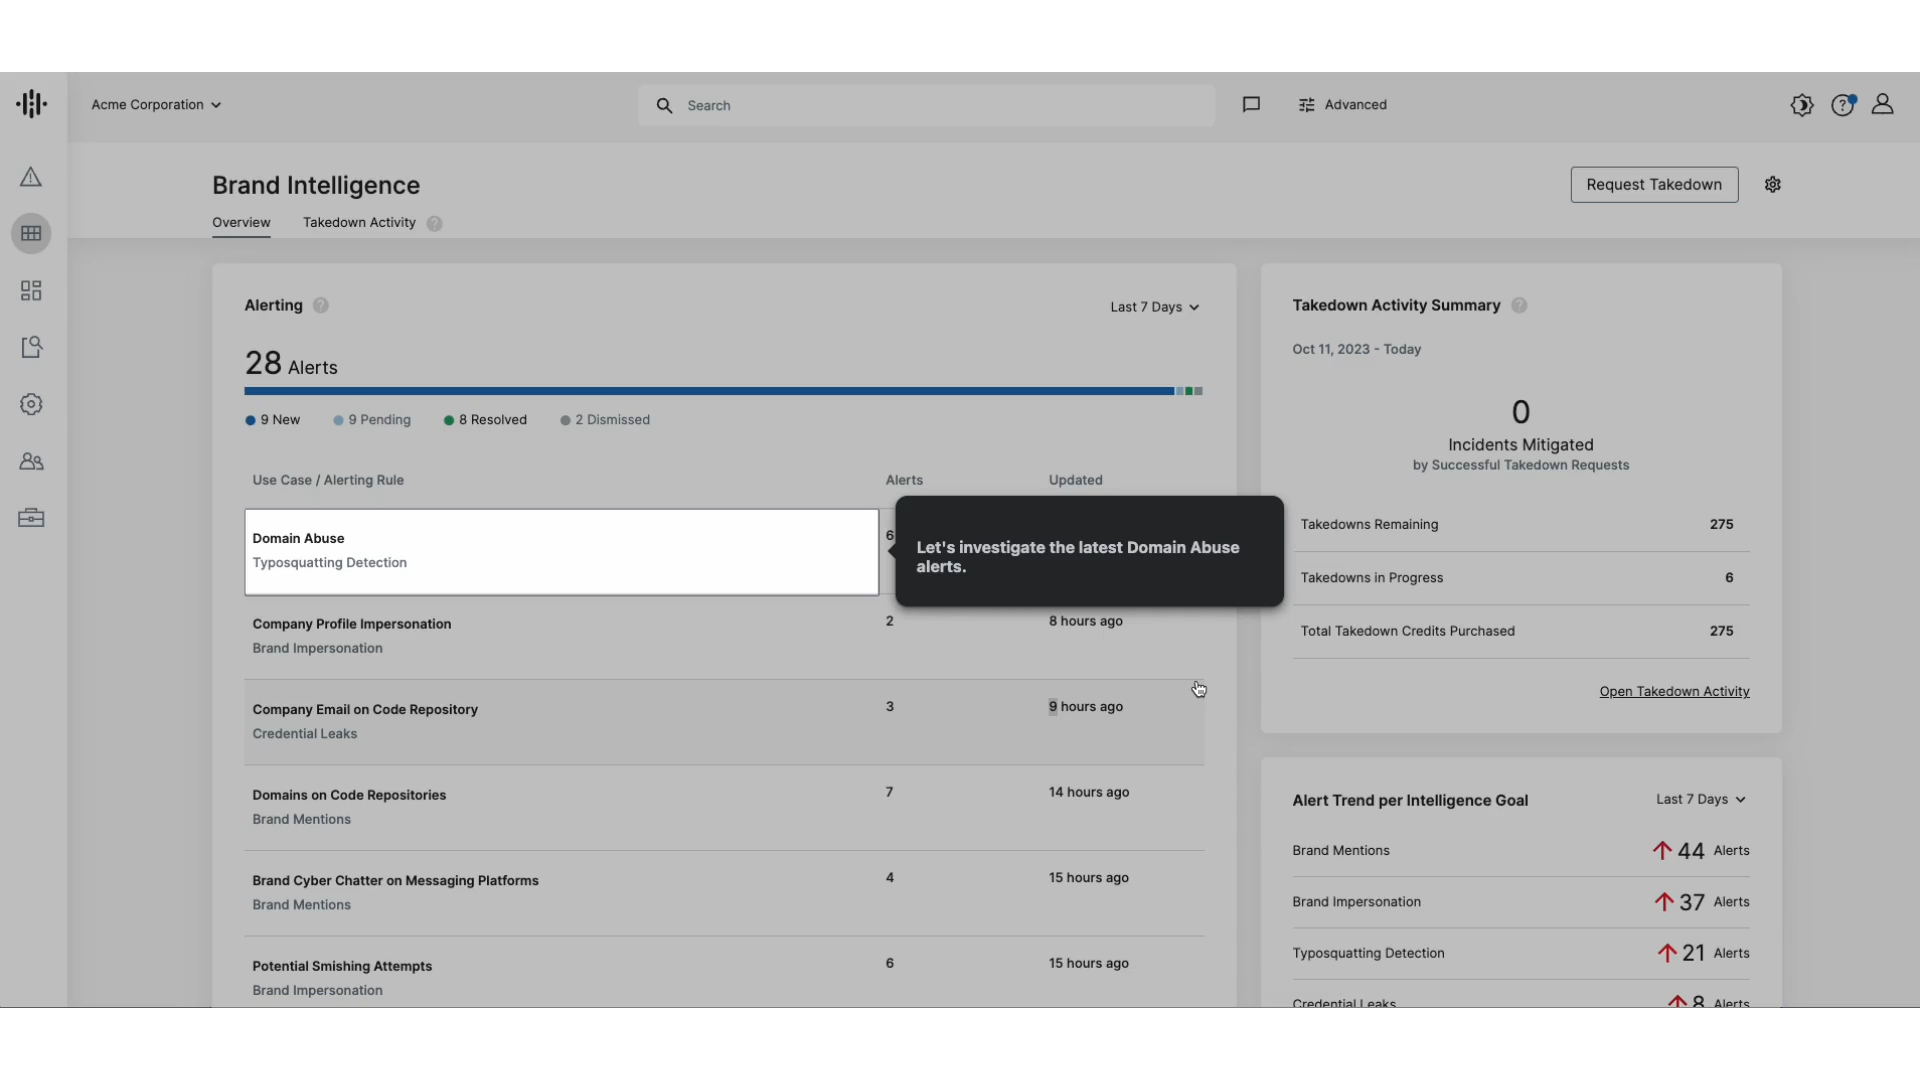 Acme Corporation
Search
Advanced
Brand Intelligence
Request Takedown
Overview
Takedown Activity
Alerting
Last 7 Days
28 Alerts
9 New
9 Pending
8 Resolved
2 Dismissed
Use Case / Alerting Rule
Alerts
Updated
Domain Abuse
Typosquatting Detection
6
Let's investigate the latest Domain Abuse
alerts.
Company Profile Impersonation
Brand Impersonation
2
8 hours ago
Company Email on Code Repository
Credential Leaks
3
9 hours ago
Domains on Code Repositories
Brand Mentions
7
14 hours ago
Brand Cyber Chatter on Messaging Platforms
Brand Mentions
4
15 hours ago
Potential Smishing Attempts
Brand Impersonation
6
15 hours ago
Takedown Activity Summary
Oct 11, 2023 - Today
0
Incidents Mitigated
by Successful Takedown Requests
Takedowns Remaining 275
Takedowns in Progress 6
Total Takedown Credits Purchased 275
Open Takedown Activity
Alert Trend per Intelligence Goal
Last 7 Days
Brand Mentions 44 Alerts
Brand Impersonation 37 Alerts
Typosquatting Detection 21 Alerts
Credential Leaks 8 Alerts